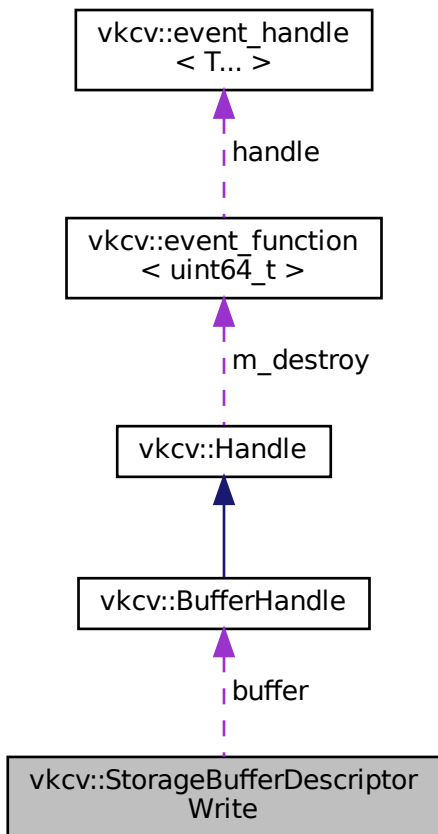 vkcv::event_handle
< T... >
handle
vkcv::event_function
< uint64_t >
m_destroy
vkcv::Handle
vkcv::BufferHandle
buffer
vkcv::StorageBufferDescriptor
Write